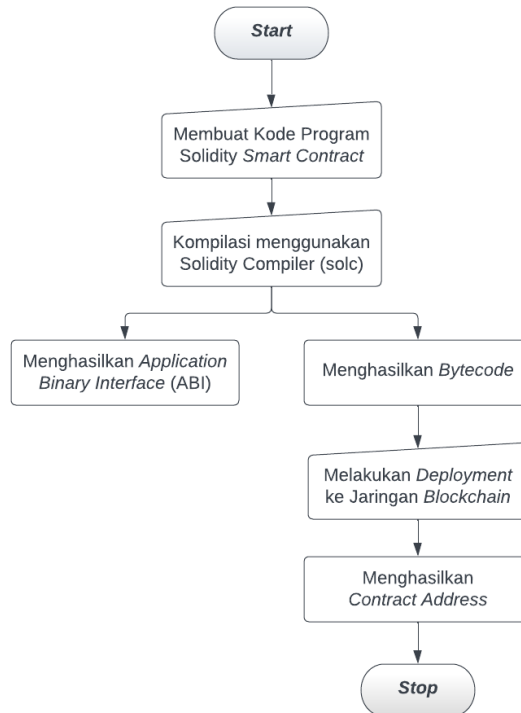 Start
Membuat Kode Program
Solidity Smart Contract
Kompilasi menggunakan
Solidity Compiler (solc)
Menghasilkan Application
Binary Interface (ABI)
Menghasilkan Bytecode
Melakukan Deployment
ke Jaringan Blockchain
Menghasilkan
Contract Address
Stop